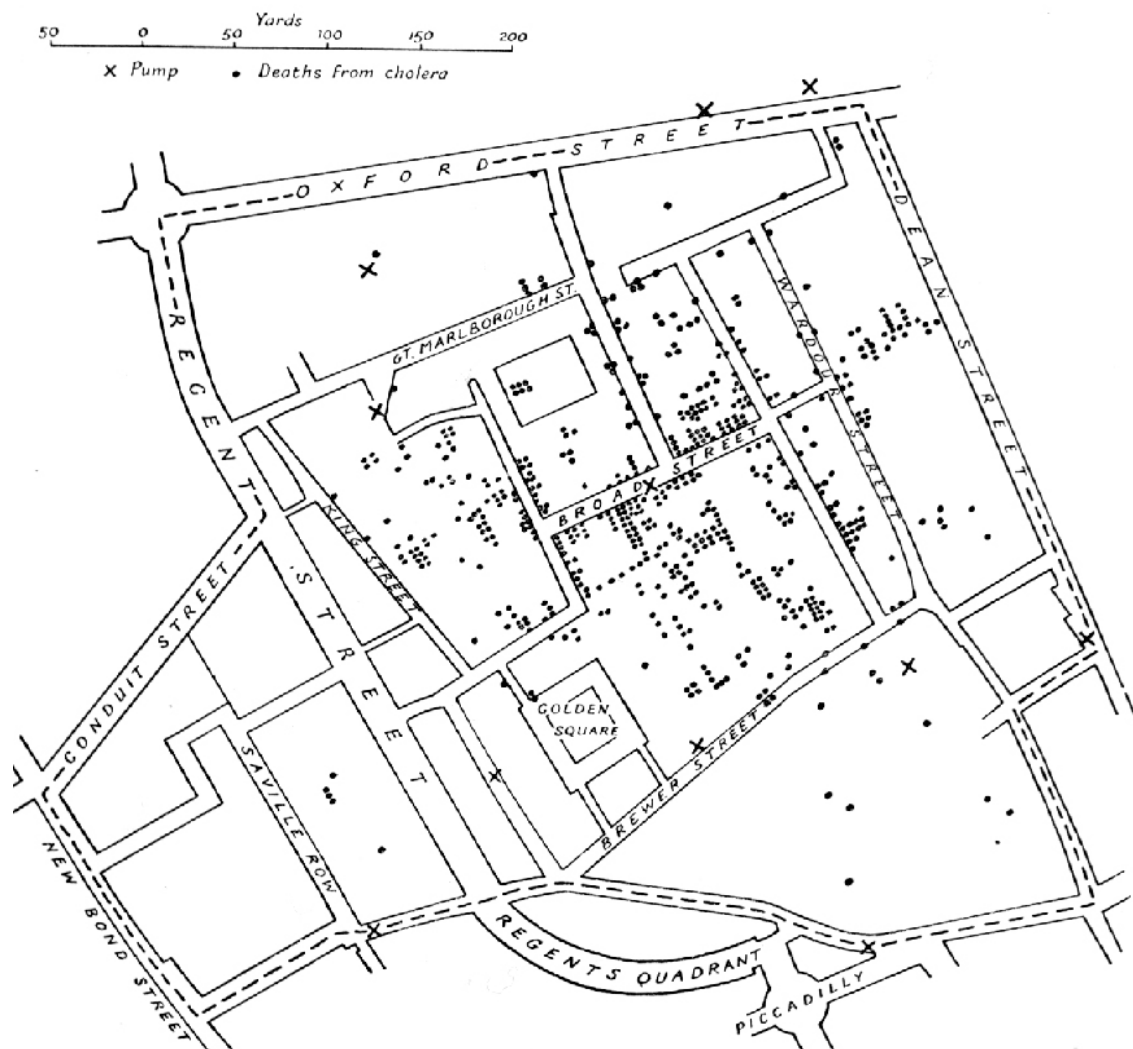 Yards
50 0 50 100 150 200
x Pump • Deaths from cholera
OXFORD STREET
DEAN STREET
REGENT STREET
GT. MARLBOROUGH ST.
WARDOUR STREET
BROAD STREET
KING STREET
CONDUIT STREET
GOLDEN
SQUARE
SAVILLE ROW
BREWER STREET
NEW BOND STREET
REGENTS QUADRANT
PICCADILLY